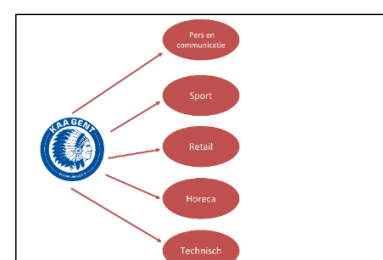 Pers en
communicatie
Sport
KAA GENT
Retail
Horeca
Technisch